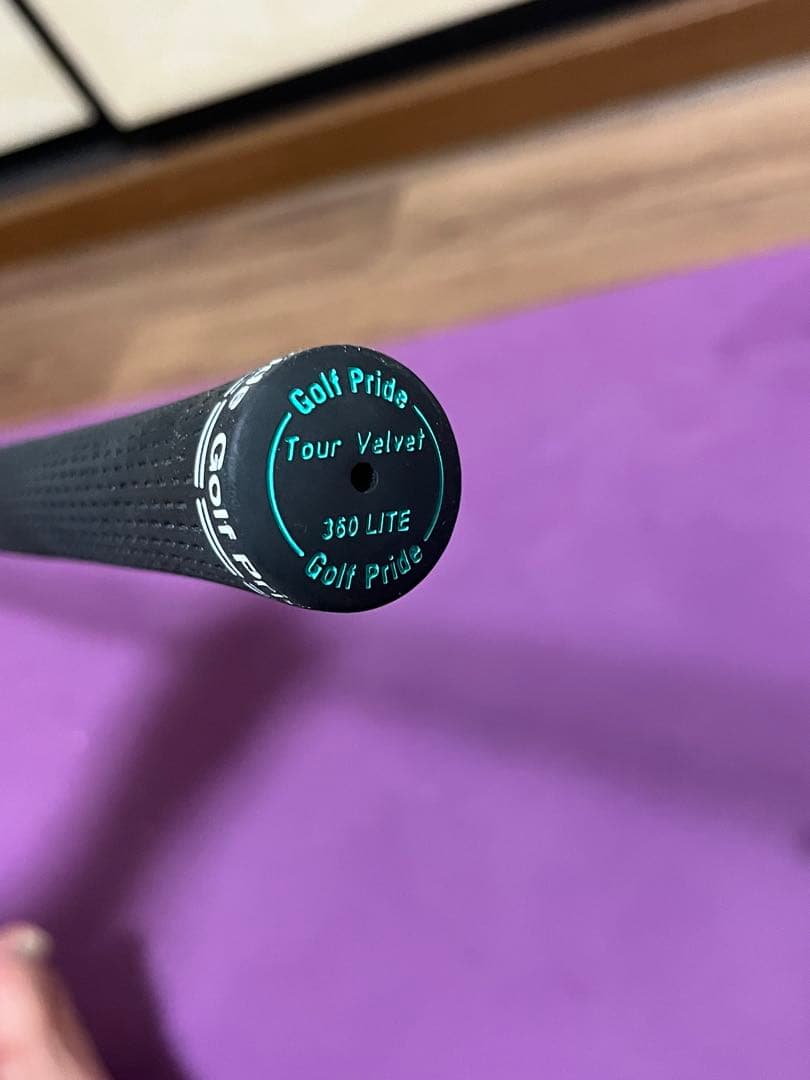 Golf Pride
Tour Velvet
360 LITE
Golf Pride
Golf Pri